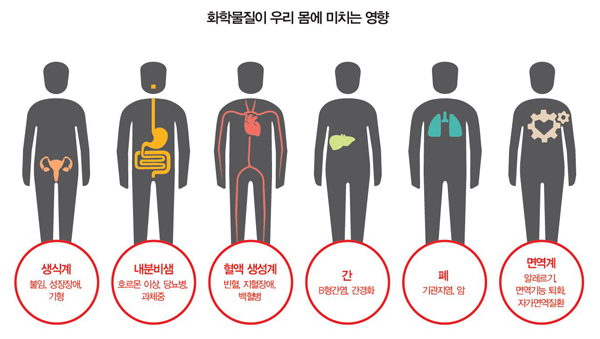 화학물질이 우리 몸에 미치는 영향
생식계
불임, 성장장애,
기형
내분비샘
호르몬 이상, 당뇨병,
과체중
혈액 생성계
빈혈, 지혈장애,
백혈병
간
B형간염, 간경화
폐
기관지염, 암
면역계
알레르기,
면역기능 퇴화,
자가면역질환